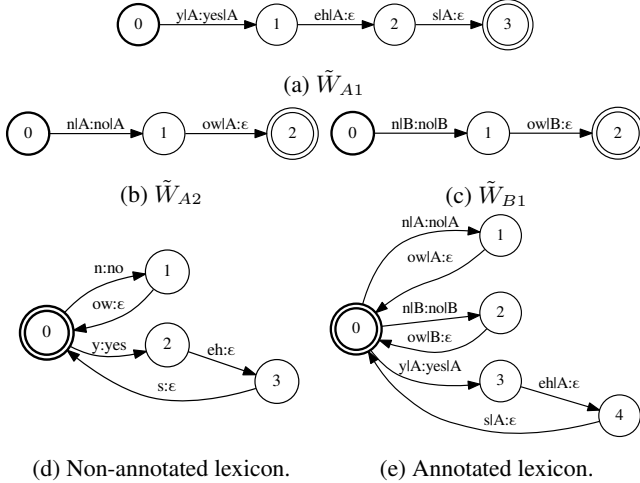 0 y|A:yes|A 1 eh|A:ε 2 s|A:ε 3
(a) W̃A1
0 n|A:no|A 1 ow|A:ε 2
(b) W̃A2
0 n|B:no|B 1 ow|B:ε 2
(c) W̃B1
n:no
1
ow:ε
0
y:yes
2
eh:ε
3
s:ε
(d) Non-annotated lexicon.
n|A:no|A
1
ow|A:ε
0
n|B:no|B
2
ow|B:ε
y|A:yes|A
3
eh|A:ε
4
s|A:ε
(e) Annotated lexicon.